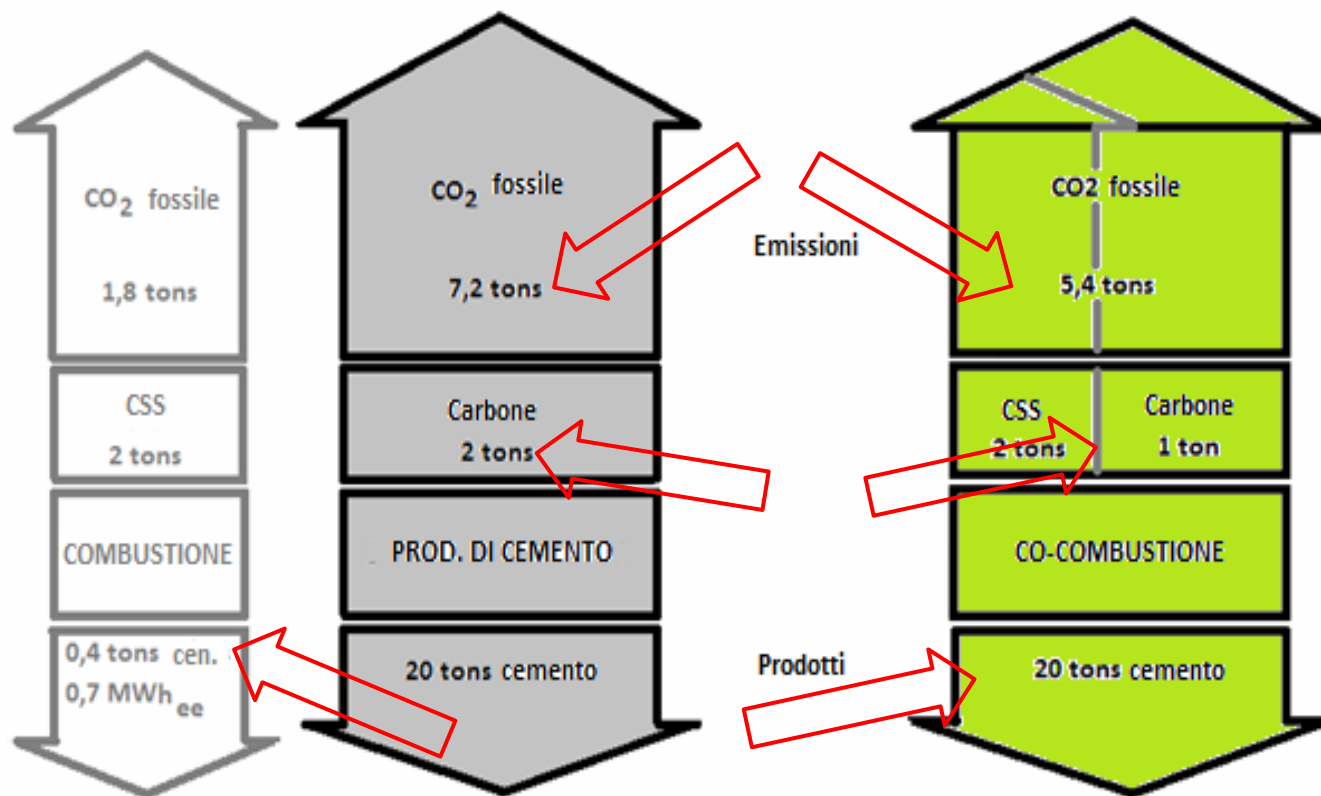 CO2 fossile
1,8 tons
CSS
2 tons
COMBUSTIONE
0,4 tons cen.
0,7 MWh ee
CO2 fossile
7,2 tons
Carbone
2 tons
PROD. DI CEMENTO
20 tons cemento
Emissioni
Prodotti
CO2 fossile
5,4 tons
CSS
2 tons
Carbone
1 ton
CO-COMBUSTIONE
20 tons cemento